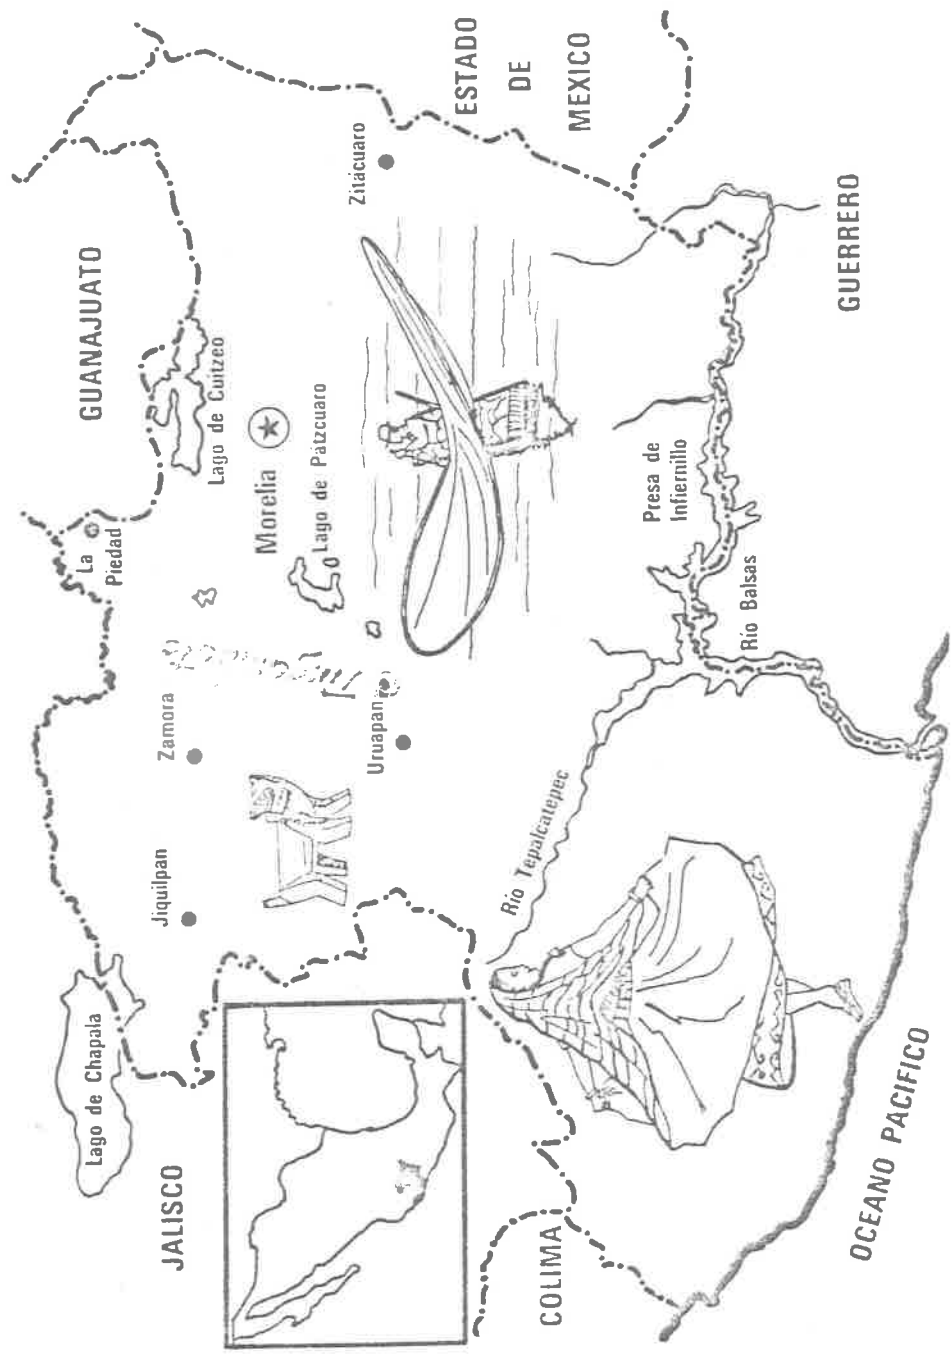 GUANAJUATO
Lago de Chapala
La
Piedad
Jiquilpan
Zamora
Lago de Cuitzeo
JALISCO
Morelia
Lago de Pátzcuaro
Zitácuaro
Uruapan
ESTADO
DE
MEXICO
COLIMA
Río Tepalcatepec
Presa de
Infiernillo
Río Balsas
GUERRERO
OCEANO PACIFICO